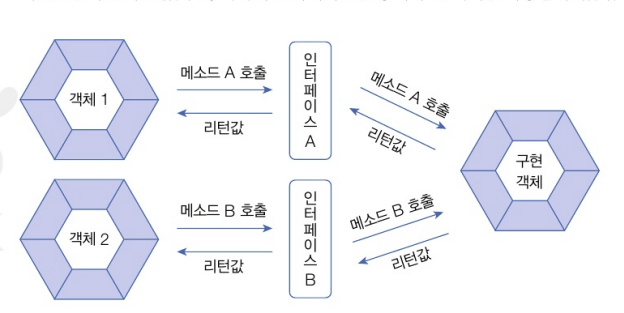 객체 1
메소드 A 호출
리턴값
인터페이스 A
메소드 A 호출
리턴값
구현
객체
객체 2
메소드 B 호출
리턴값
인터페이스 B
메소드 B 호출
리턴값